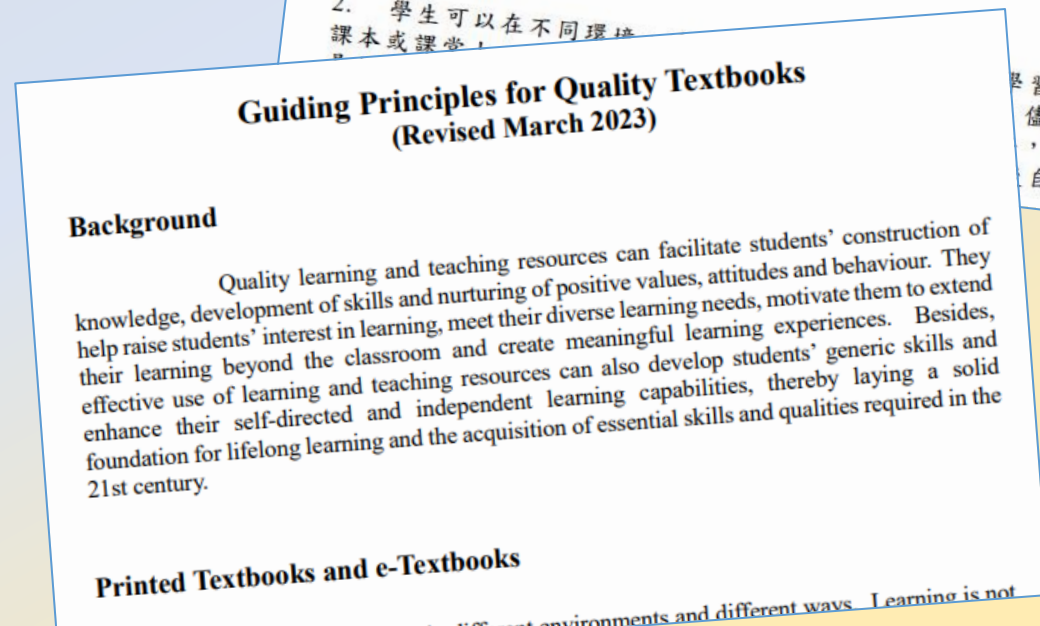 2. 學生可以在不同環境
課本或課堂
Guiding Principles for Quality Textbooks
(Revised March 2023)
Background
Quality learning and teaching resources can facilitate students’ construction of
knowledge, development of skills and nurturing of positive values, attitudes and behaviour. They
help raise students’ interest in learning, meet their diverse learning needs, motivate them to extend
their learning beyond the classroom and create meaningful learning experiences. Besides,
effective use of learning and teaching resources can also develop students’ generic skills and
enhance their self-directed and independent learning capabilities, thereby laying a solid
foundation for lifelong learning and the acquisition of essential skills and qualities required in the
21st century.
Printed Textbooks and e-Textbooks
environments and different ways. Learning is not